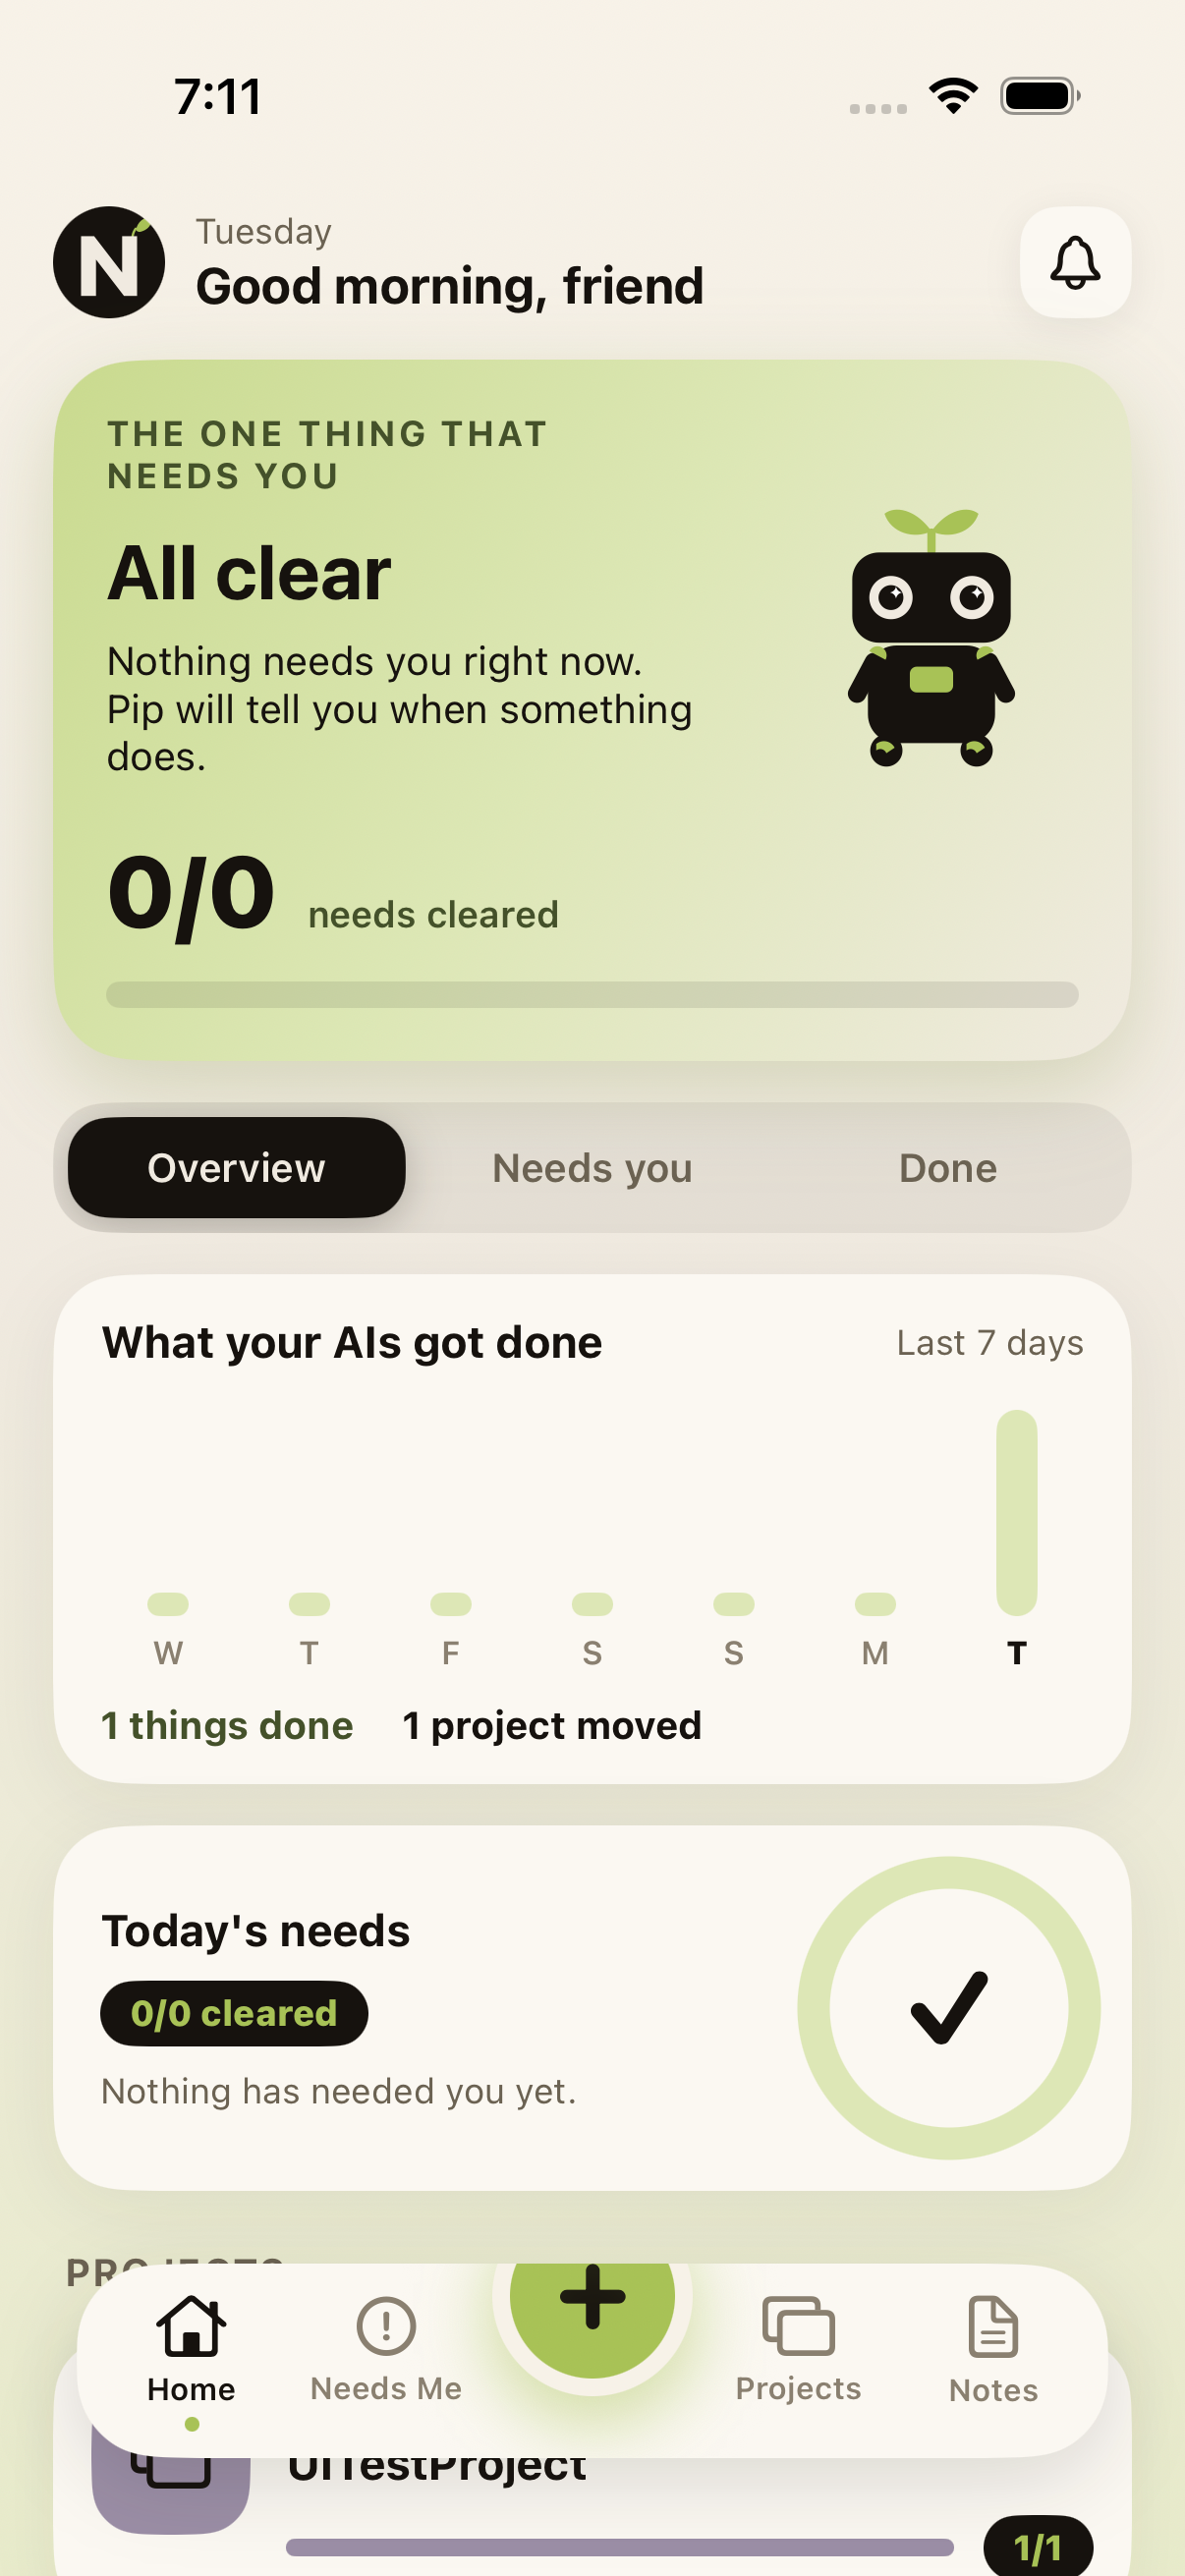 7:11
N
Tuesday
Good morning, friend
THE ONE THING THAT
NEEDS YOU
All clear
Nothing needs you right now.
Pip will tell you when something
does.
0/0 needs cleared
Overview Needs you Done
What your AIs got done Last 7 days
W T F S S M T
1 things done 1 project moved
Today's needs
0/0 cleared
Nothing has needed you yet.
PROJECTS
Home Needs Me Projects Notes
UITestProject
1/1